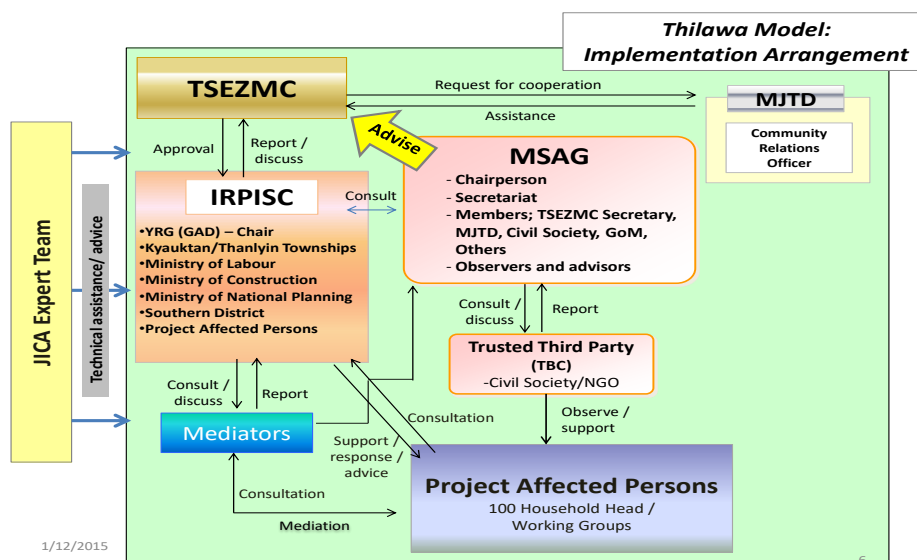 Thilawa Model:
Implementation Arrangement
TSEZMC
Request for cooperation
Assistance
MJTD
Community
Relations
Officer
Advise
Approval
Report /
discuss
MSAG
- Chairperson
- Secretariat
- Members; TSEZMC Secretary,
MJTD, Civil Society, GoM,
Others
- Observers and advisors
Consult
IRPISC
•YRG (GAD) – Chair
•Kyauktan/Thanlyin Townships
•Ministry of Labour
•Ministry of Construction
•Ministry of National Planning
•Southern District
•Project Affected Persons
JICA Expert Team
Technical assistance/ advice
Consult /
discuss
Report
Trusted Third Party
(TBC)
-Civil Society/NGO
Consult /
discuss
Report
Mediators
Consultation
Support /
response /
advice
Observe /
support
Consultation
Mediation
Project Affected Persons
100 Household Head /
Working Groups
1/12/2015
6